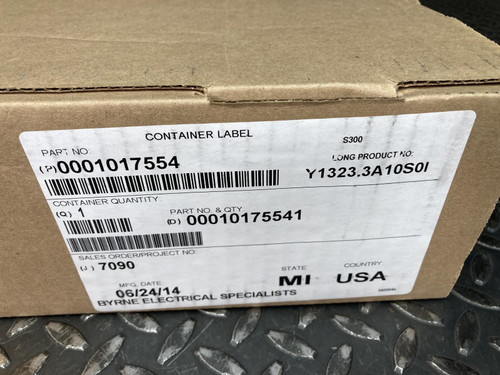 CONTAINER LABEL
S300
PART NO.
(P)0001017554
LONG PRODUCT NO:
Y1323.3A10S0I
CONTAINER QUANTITY
(Q) 1
PART NO. & QTY
(D) 00010175541
SALES ORDER/PROJECT NO:
(J) 7090
MFG. DATE
06/24/14
STATE
MI
COUNTRY
USA
BYRNE ELECTRICAL SPECIALISTS